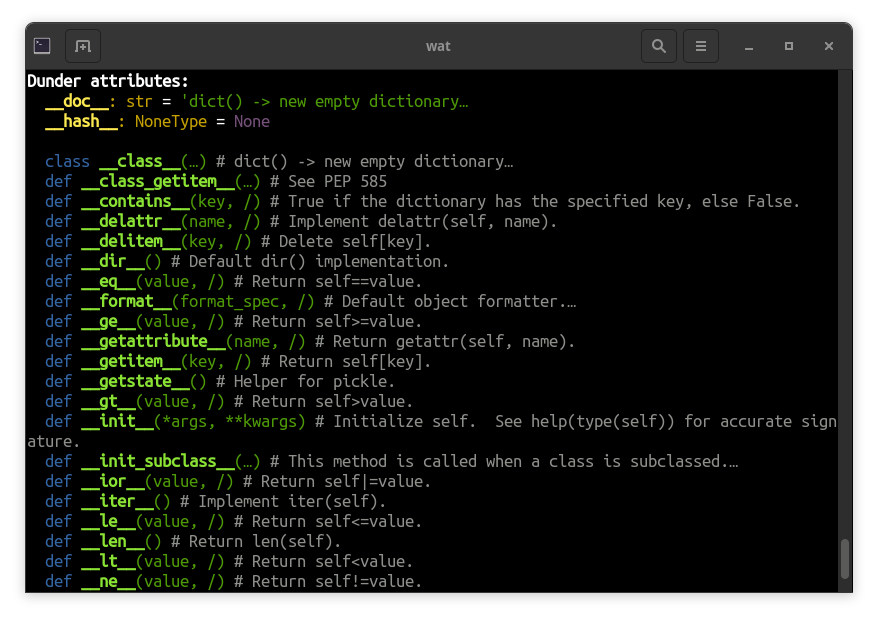 wat
Dunder attributes:
__doc__: str = 'dict() -> new empty dictionary…
__hash__: NoneType = None
class __class__(…) # dict() -> new empty dictionary…
def __class_getitem__(…) # See PEP 585
def __contains__(key, /) # True if the dictionary has the specified key, else False.
def __delattr__(name, /) # Implement delattr(self, name).
def __delitem__(key, /) # Delete self[key].
def __dir__() # Default dir() implementation.
def __eq__(value, /) # Return self==value.
def __format__(format_spec, /) # Default object formatter.…
def __ge__(value, /) # Return self>=value.
def __getattribute__(name, /) # Return getattr(self, name).
def __getitem__(key, /) # Return self[key].
def __getstate__() # Helper for pickle.
def __gt__(value, /) # Return self>value.
def __init__(*args, **kwargs) # Initialize self.  See help(type(self)) for accurate sign
ature.
def __init_subclass__(…) # This method is called when a class is subclassed.…
def __ior__(value, /) # Return self|=value.
def __iter__() # Implement iter(self).
def __le__(value, /) # Return self<=value.
def __len__() # Return len(self).
def __lt__(value, /) # Return self<value.
def __ne__(value, /) # Return self!=value.